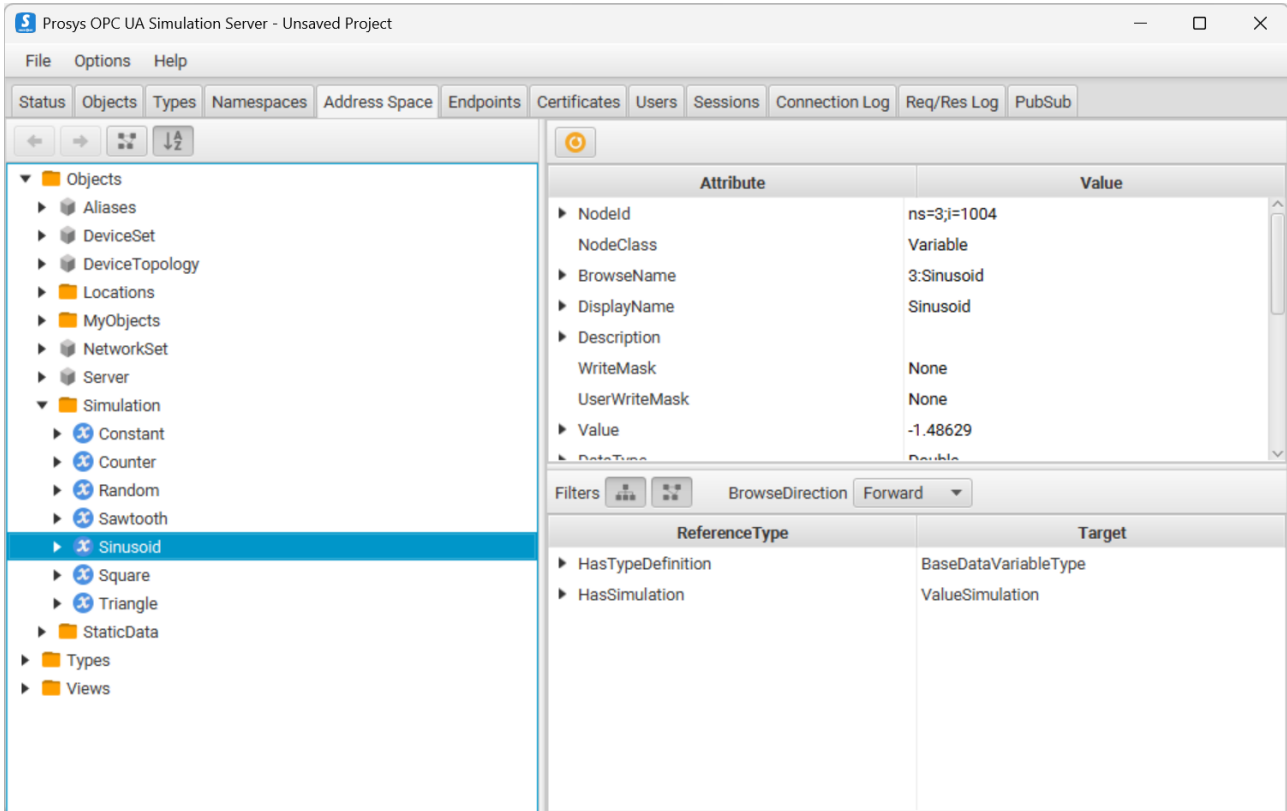 Prosys OPC UA Simulation Server - Unsaved Project
File Options Help
Status Objects Types Namespaces Address Space Endpoints Certificates Users Sessions Connection Log Req/Res Log PubSub
Objects
Aliases
DeviceSet
DeviceTopology
Locations
MyObjects
NetworkSet
Server
Simulation
Constant
Counter
Random
Sawtooth
Sinusoid
Square
Triangle
StaticData
Types
Views
Attribute Value
NodeId ns=3;i=1004
NodeClass Variable
BrowseName 3:Sinusoid
DisplayName Sinusoid
Description
WriteMask None
UserWriteMask None
Value -1.48629
DataType Double
Filters BrowseDirection Forward
ReferenceType Target
HasTypeDefinition BaseDataVariableType
HasSimulation ValueSimulation